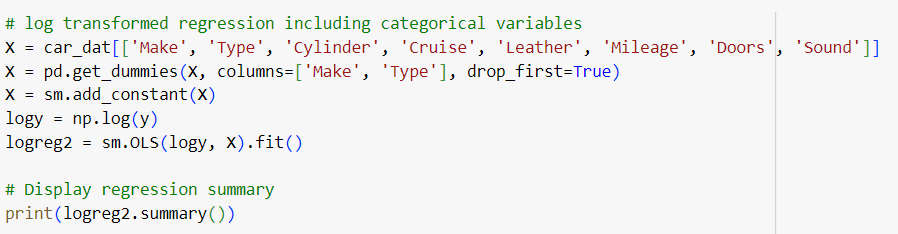 # log transformed regression including categorical variables
X = car_dat[['Make', 'Type', 'Cylinder', 'Cruise', 'Leather', 'Mileage', 'Doors', 'Sound']]
X = pd.get_dummies(X, columns=['Make', 'Type'], drop_first=True)
X = sm.add_constant(X)
logy = np.log(y)
logreg2 = sm.OLS(logy, X).fit()
# Display regression summary
print(logreg2.summary())